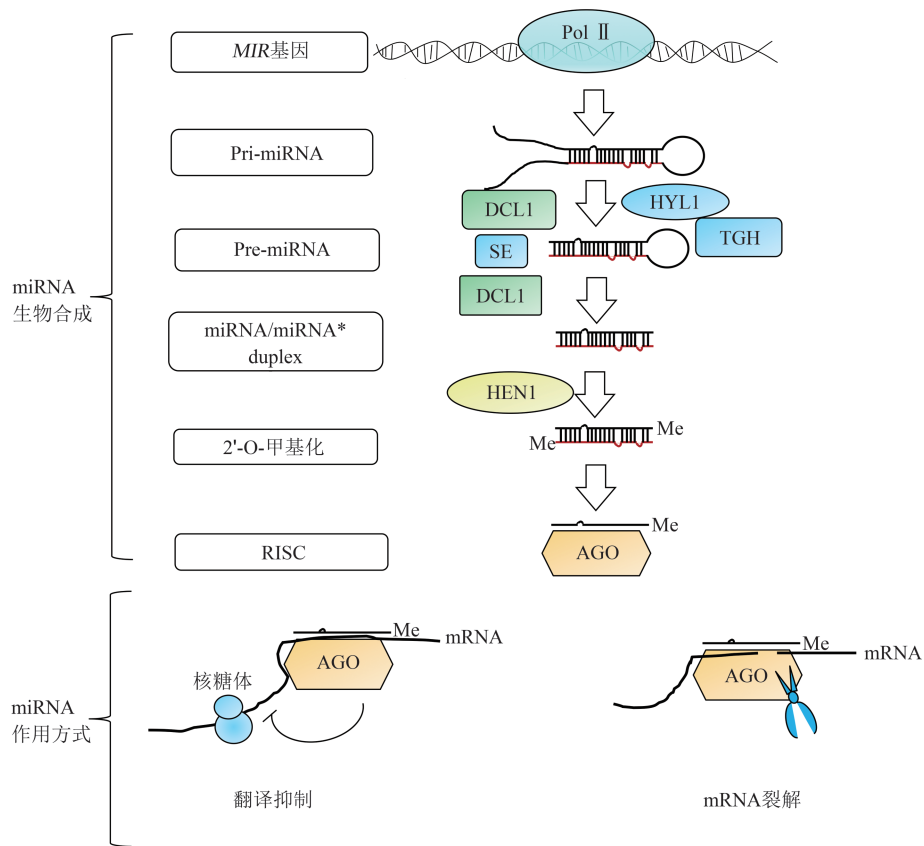 MIR基因
Pol Ⅱ
Pri-miRNA
DCL1
HYL1
TGH
Pre-miRNA
SE
DCL1
miRNA
生物合成
miRNA/miRNA*
duplex
HEN1
2'-O-甲基化
Me
Me
RISC
Me
AGO
miRNA
作用方式
Me
mRNA
AGO
核糖体
翻译抑制
Me
mRNA
AGO
mRNA裂解